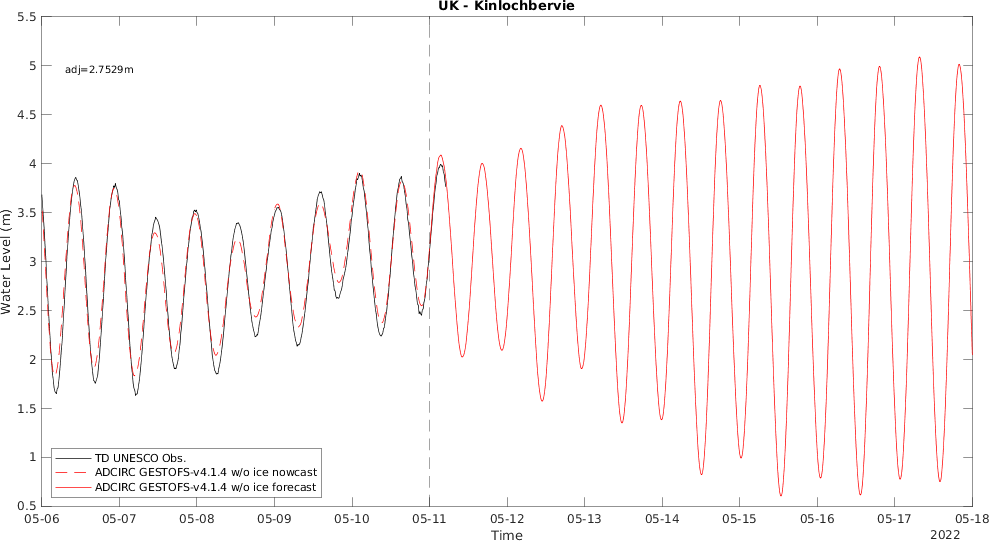 UK - Kinlochbervie
5.5
5
4.5
4
3.5
3
2.5
2
1.5
1
0.5
Water Level (m)
adj=2.7529m
TD UNESCO Obs.
ADCIRC GESTOFS-v4.1.4 w/o ice nowcast
ADCIRC GESTOFS-v4.1.4 w/o ice forecast
05-06 05-07 05-08 05-09 05-10 05-11 05-12 05-13 05-14 05-15 05-16 05-17 05-18
Time
2022